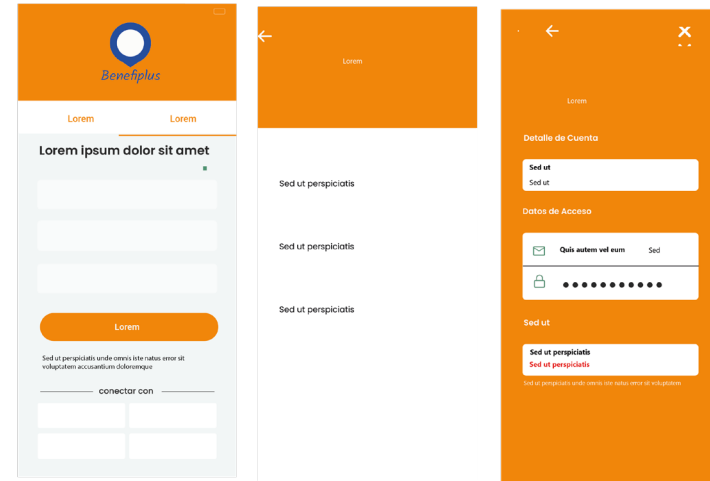 Benefiplus
Lorem Lorem
Lorem ipsum dolor sit amet
Lorem
Sed ut perspiciatis unde omnis iste natus error sit
voluptatem accusantium doloremque
conectar con
Lorem
Sed ut perspiciatis
Sed ut perspiciatis
Sed ut perspiciatis
Lorem
Detalle de Cuenta
Sed ut
Sed ut
Datos de Acceso
Quis autem vel eum Sed
Sed ut
Sed ut perspiciatis
Sed ut perspiciatis
Sed ut perspiciatis unde omnis iste natus error sit voluptatem